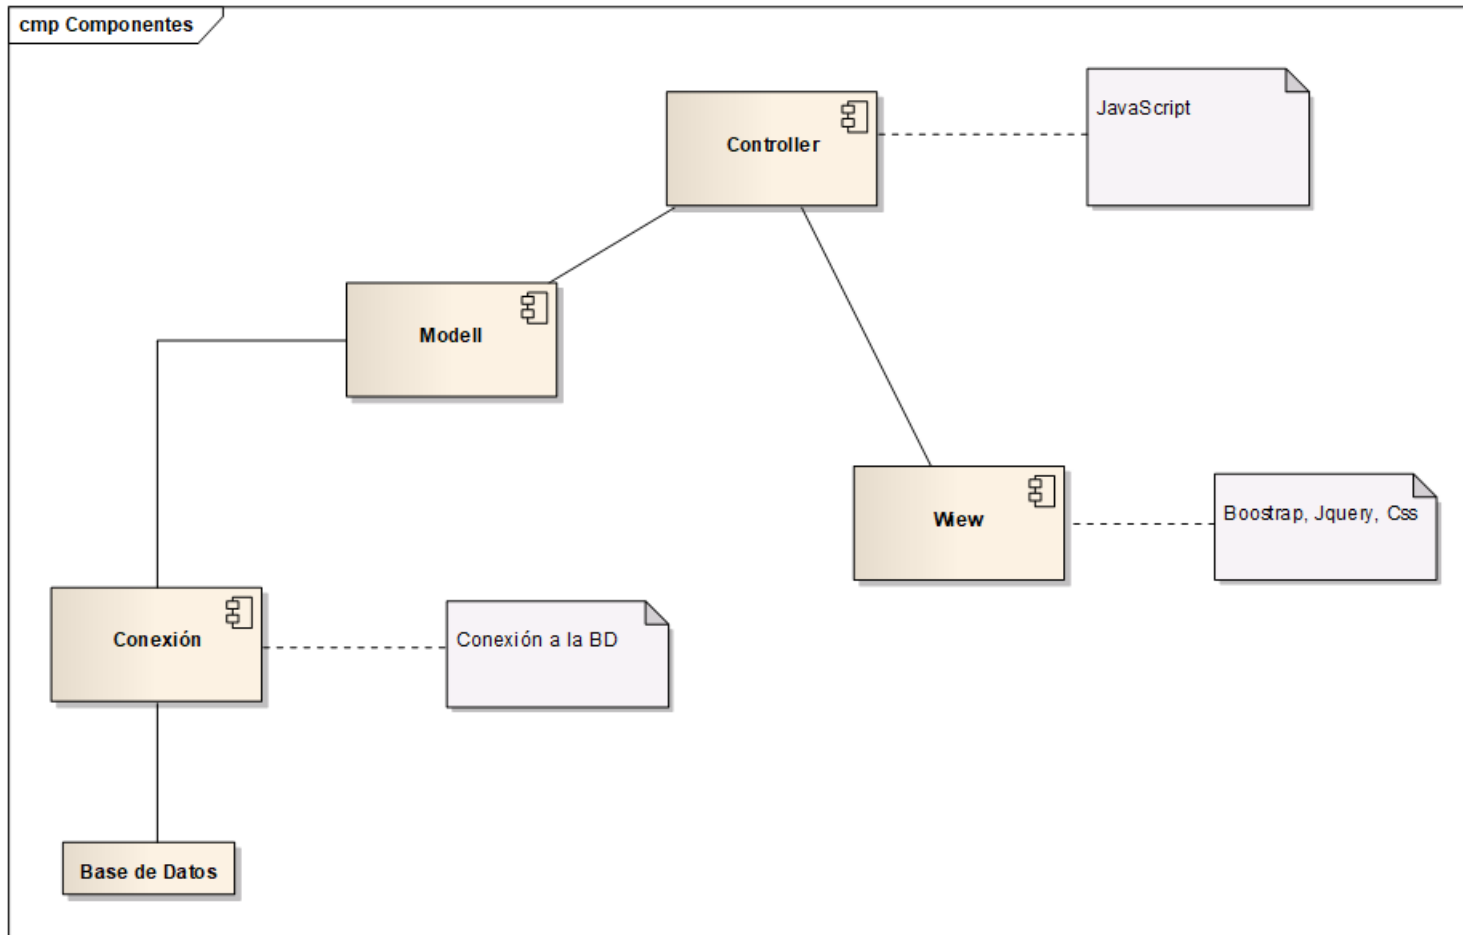 cmp Componentes
Controller
JavaScript
Modell
Wiew
Boostrap, Jquery, Css
Conexión
Conexión a la BD
Base de Datos